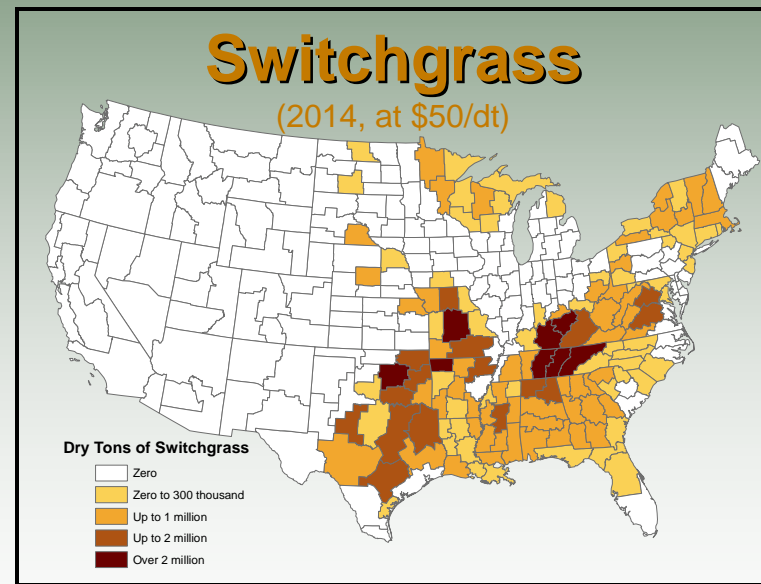 Switchgrass
(2014, at $50/dt)
Dry Tons of Switchgrass
Zero
Zero to 300 thousand
Up to 1 million
Up to 2 million
Over 2 million